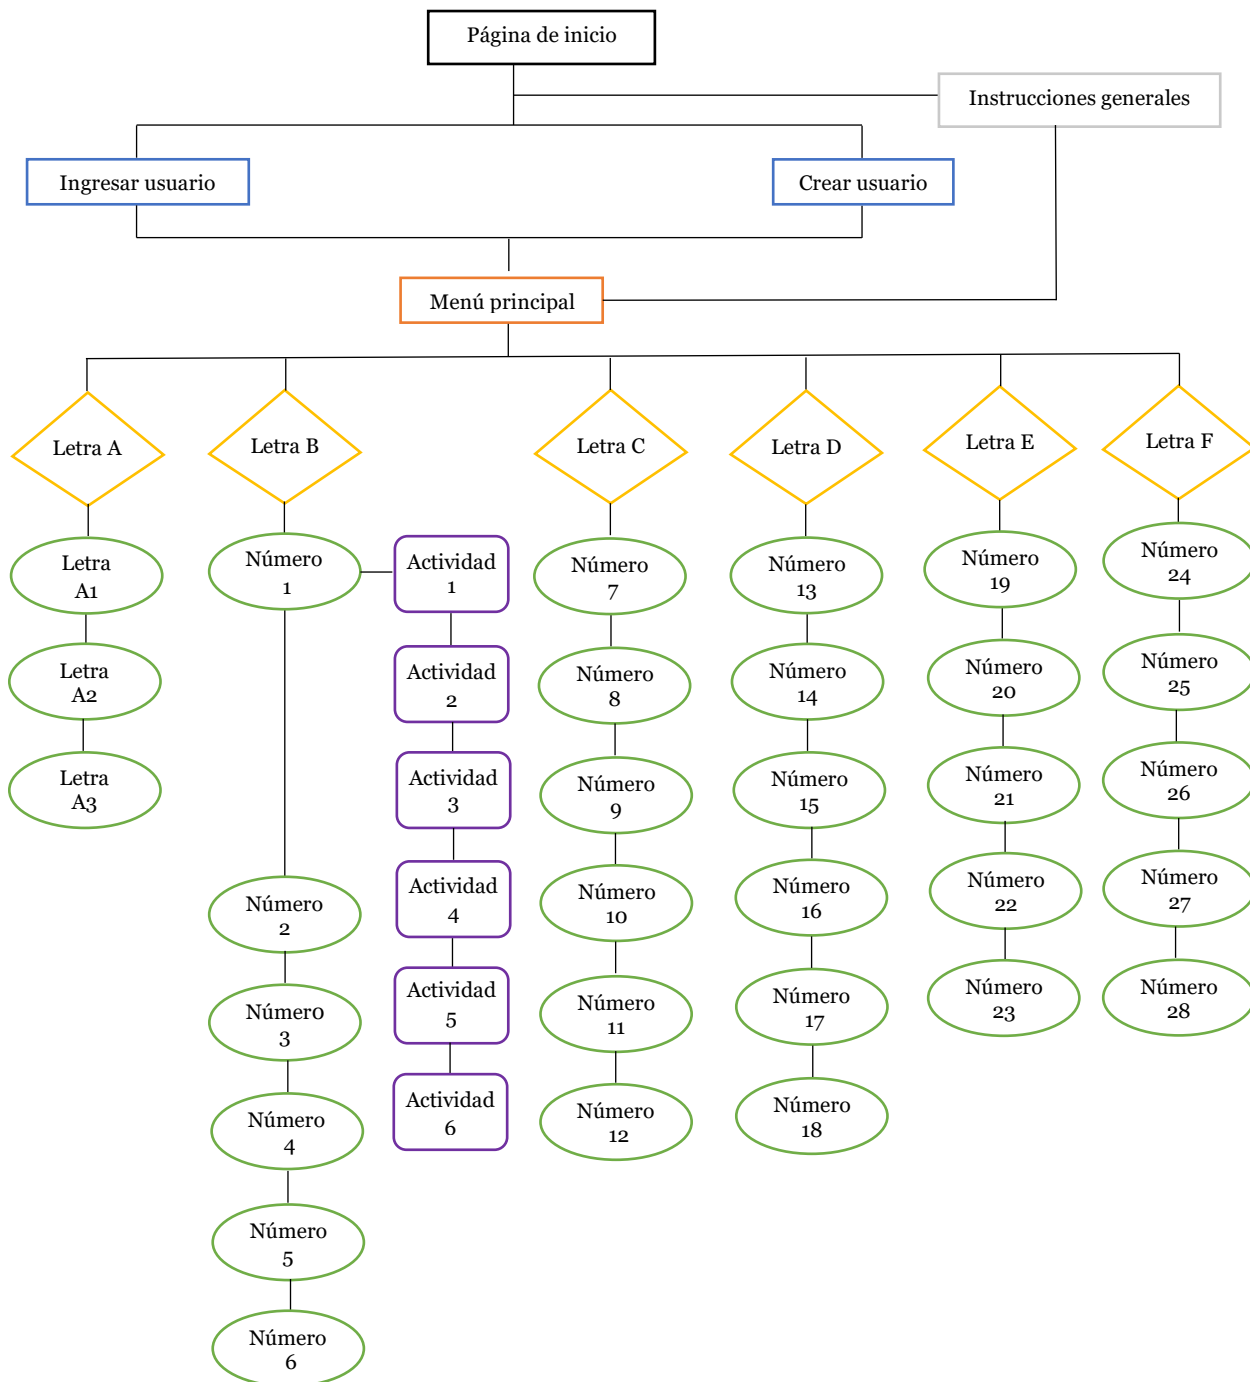 Página de inicio
Instrucciones generales
Ingresar usuario
Crear usuario
Menú principal
Letra A
Letra B
Letra C
Letra D
Letra E
Letra F
Letra
A1
Letra
A2
Letra
A3
Número
1
Número
2
Número
3
Número
4
Número
5
Número
6
Actividad
1
Actividad
2
Actividad
3
Actividad
4
Actividad
5
Actividad
6
Número
7
Número
8
Número
9
Número
10
Número
11
Número
12
Número
13
Número
14
Número
15
Número
16
Número
17
Número
18
Número
19
Número
20
Número
21
Número
22
Número
23
Número
24
Número
25
Número
26
Número
27
Número
28